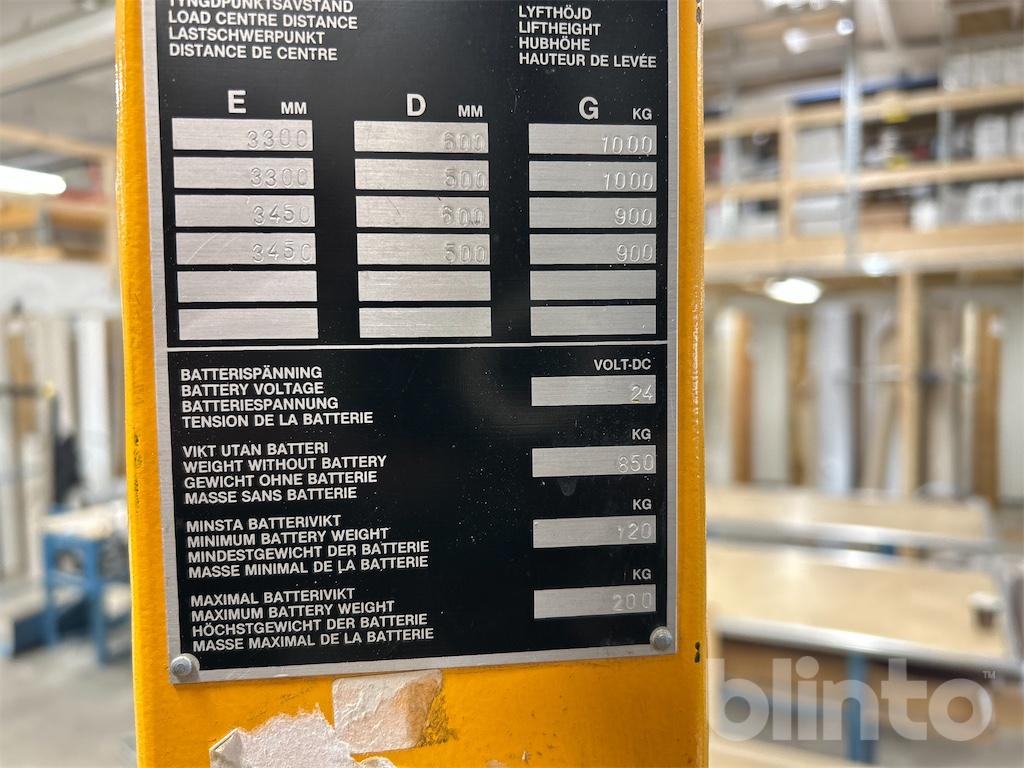 TYNGDPUNKTSAVSTAND
LOAD CENTRE DISTANCE
LASTSCHWERPUNKT
DISTANCE DE CENTRE
LYFTHÖJD
LIFTHEIGHT
HUBHÖHE
HAUTEUR DE LEVÉE
E MM D MM G KG
3300 600 1000
3300 500 1000
3450 600 900
3450 500 900
BATTERISPÄNNING
BATTERY VOLTAGE
BATTERIESPANNUNG
TENSION DE LA BATTERIE
VOLT-DC
24
VIKT UTAN BATTERI
WEIGHT WITHOUT BATTERY
GEWICHT OHNE BATTERIE
MASSE SANS BATTERIE
KG
850
MINSTA BATTERIVIKT
MINIMUM BATTERY WEIGHT
MINDESTGEWICHT DER BATTERIE
MASSE MINIMAL DE LA BATTERIE
KG
120
MAXIMAL BATTERIVIKT
MAXIMUM BATTERY WEIGHT
HÖCHSTGEWICHT DER BATTERIE
MASSE MAXIMAL DE LA BATTERIE
KG
200
blinto™